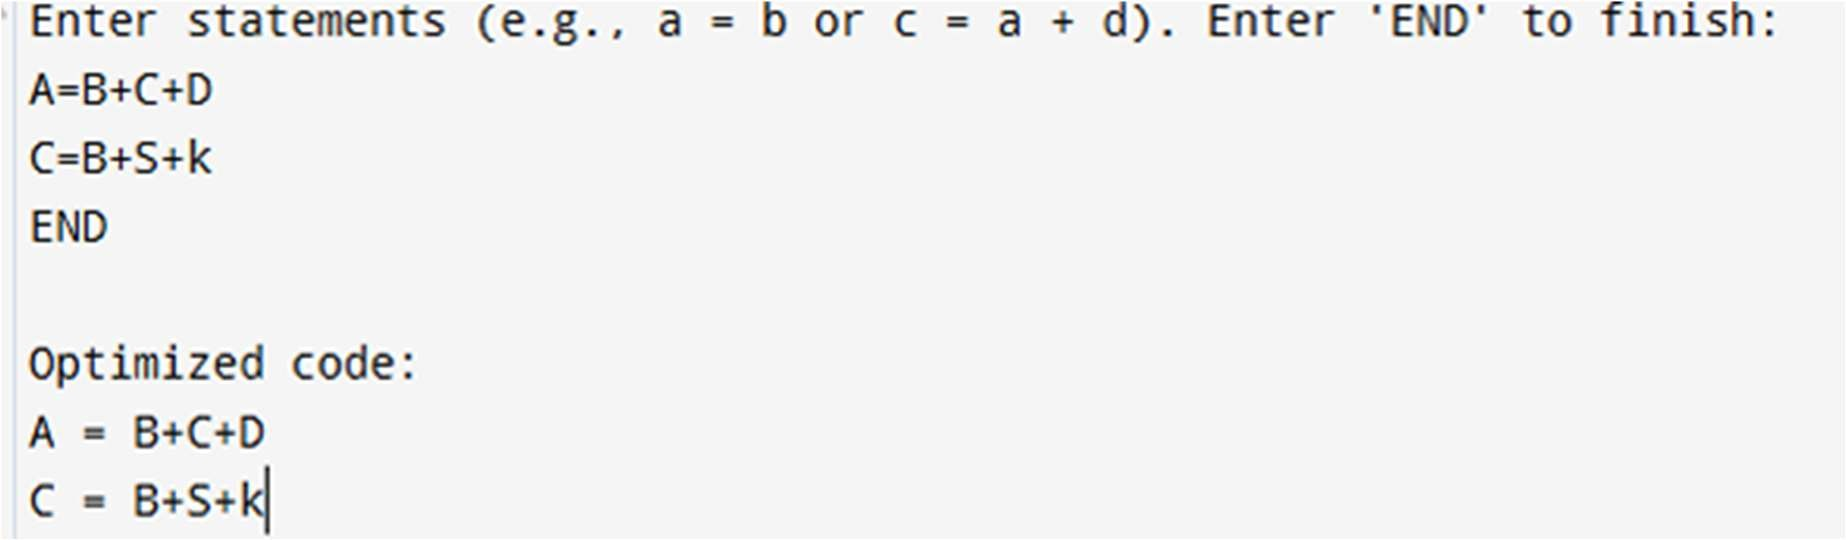 Enter statements (e.g., a = b or c = a + d). Enter 'END' to finish:
A=B+C+D
C=B+S+k
END
Optimized code:
A = B+C+D
C = B+S+k